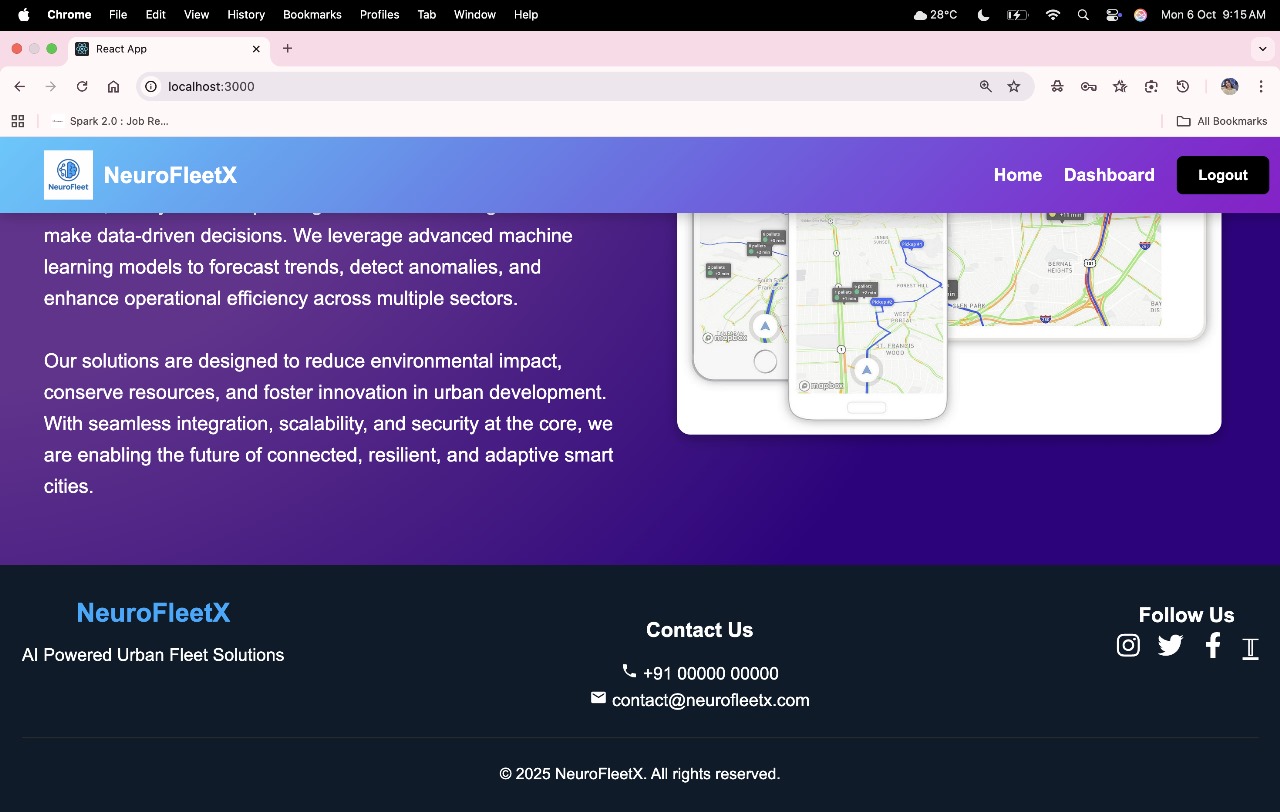 Chrome File Edit View History Bookmarks Profiles Tab Window Help 28°C Mon 6 Oct 9:15 AM
React App
localhost:3000
Spark 2.0 : Job Re... All Bookmarks
NeuroFleet
NeuroFleetX
Home Dashboard Logout
make data-driven decisions. We leverage advanced machine
learning models to forecast trends, detect anomalies, and
enhance operational efficiency across multiple sectors.
Our solutions are designed to reduce environmental impact,
conserve resources, and foster innovation in urban development.
With seamless integration, scalability, and security at the core, we
are enabling the future of connected, resilient, and adaptive smart
cities.
Pickup #1
FOREST HILL
Pickup #2
WEST PORTAL
ST. FRANCIS
WOOD
mapbox
mapbox
BERNAL
HEIGHTS
101
NeuroFleetX
AI Powered Urban Fleet Solutions
Contact Us
+91 00000 00000
contact@neurofleetx.com
Follow Us
© 2025 NeuroFleetX. All rights reserved.